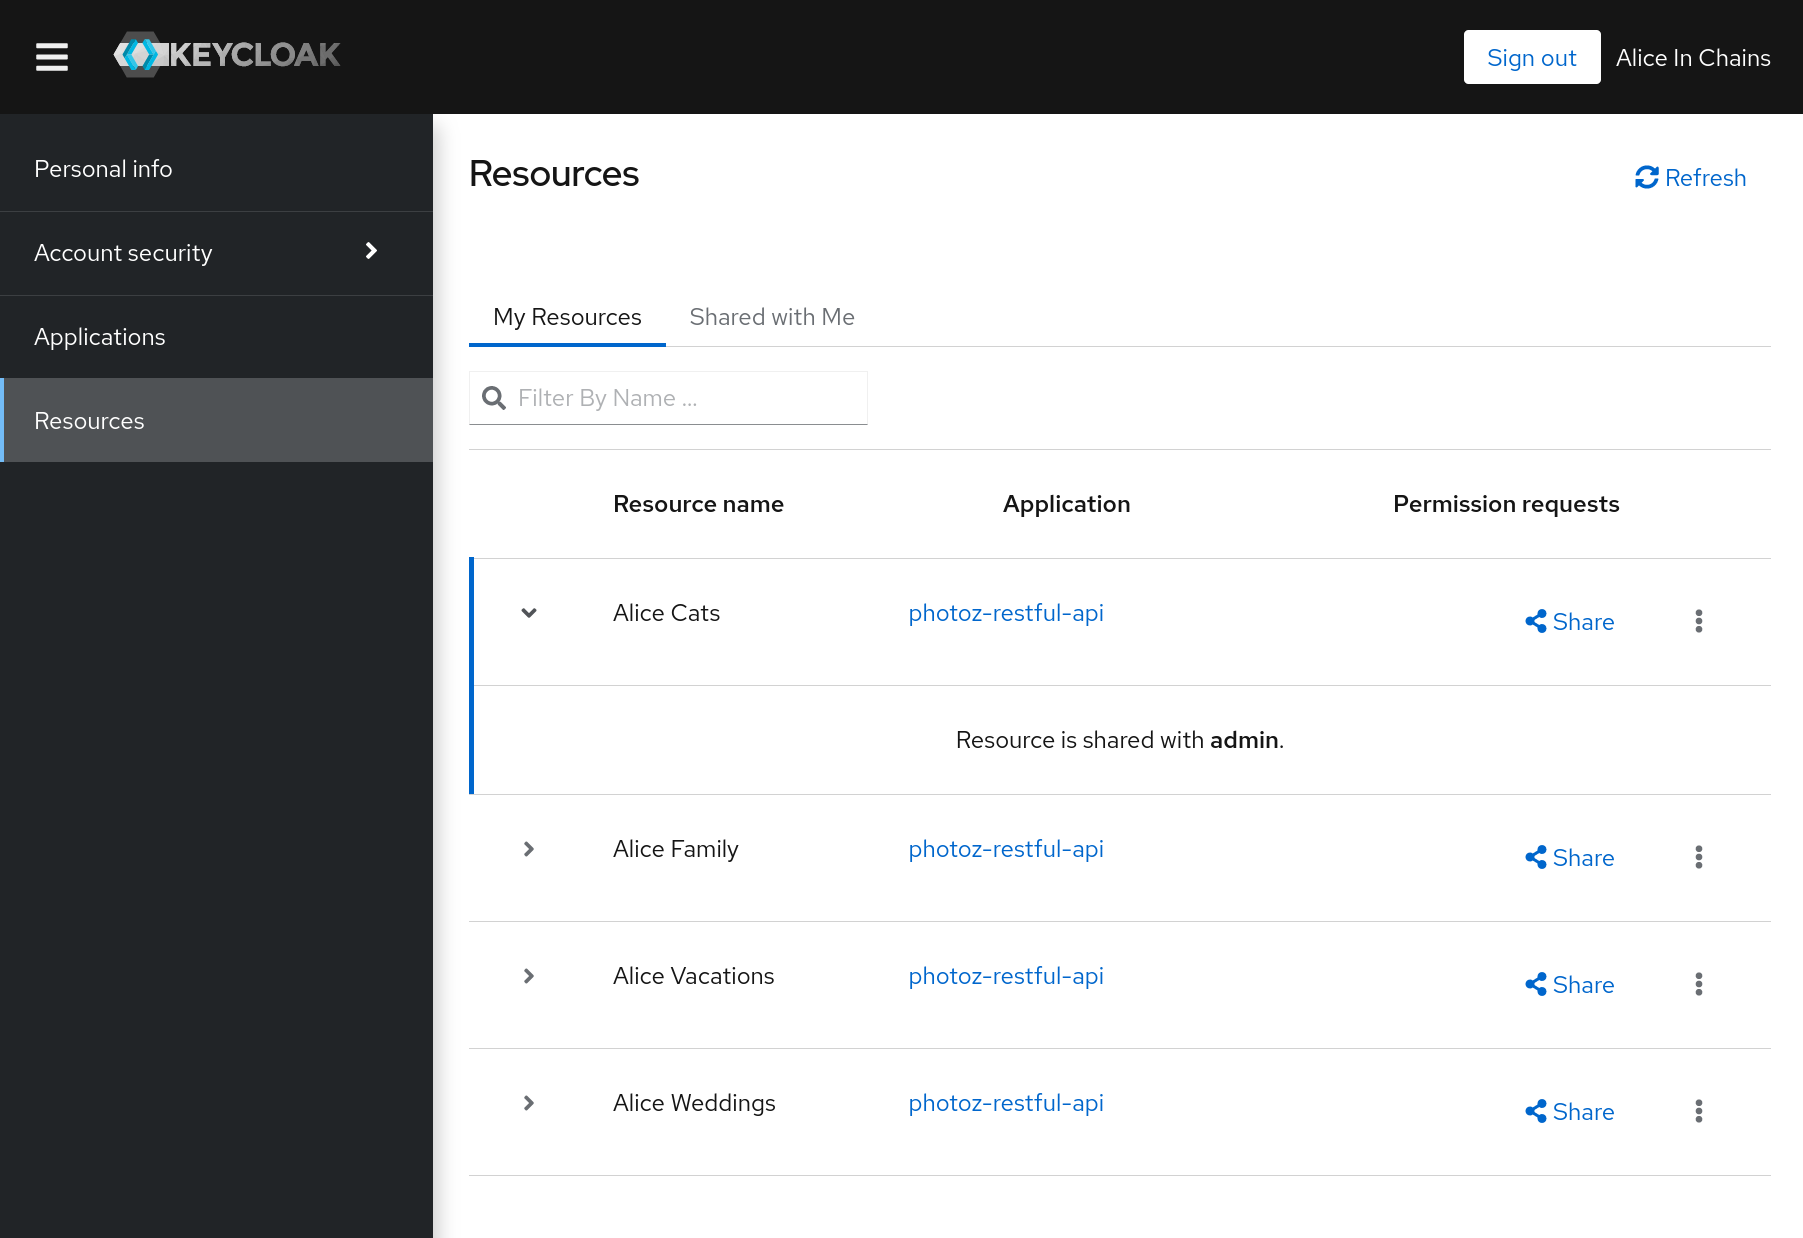 KEYCLOAK
Sign out
Alice In Chains
Personal info
Account security
Applications
Resources
Resources
Refresh
My Resources
Shared with Me
Filter By Name ...
Resource name
Application
Permission requests
Alice Cats
photoz-restful-api
Share
Resource is shared with admin.
Alice Family
photoz-restful-api
Share
Alice Vacations
photoz-restful-api
Share
Alice Weddings
photoz-restful-api
Share